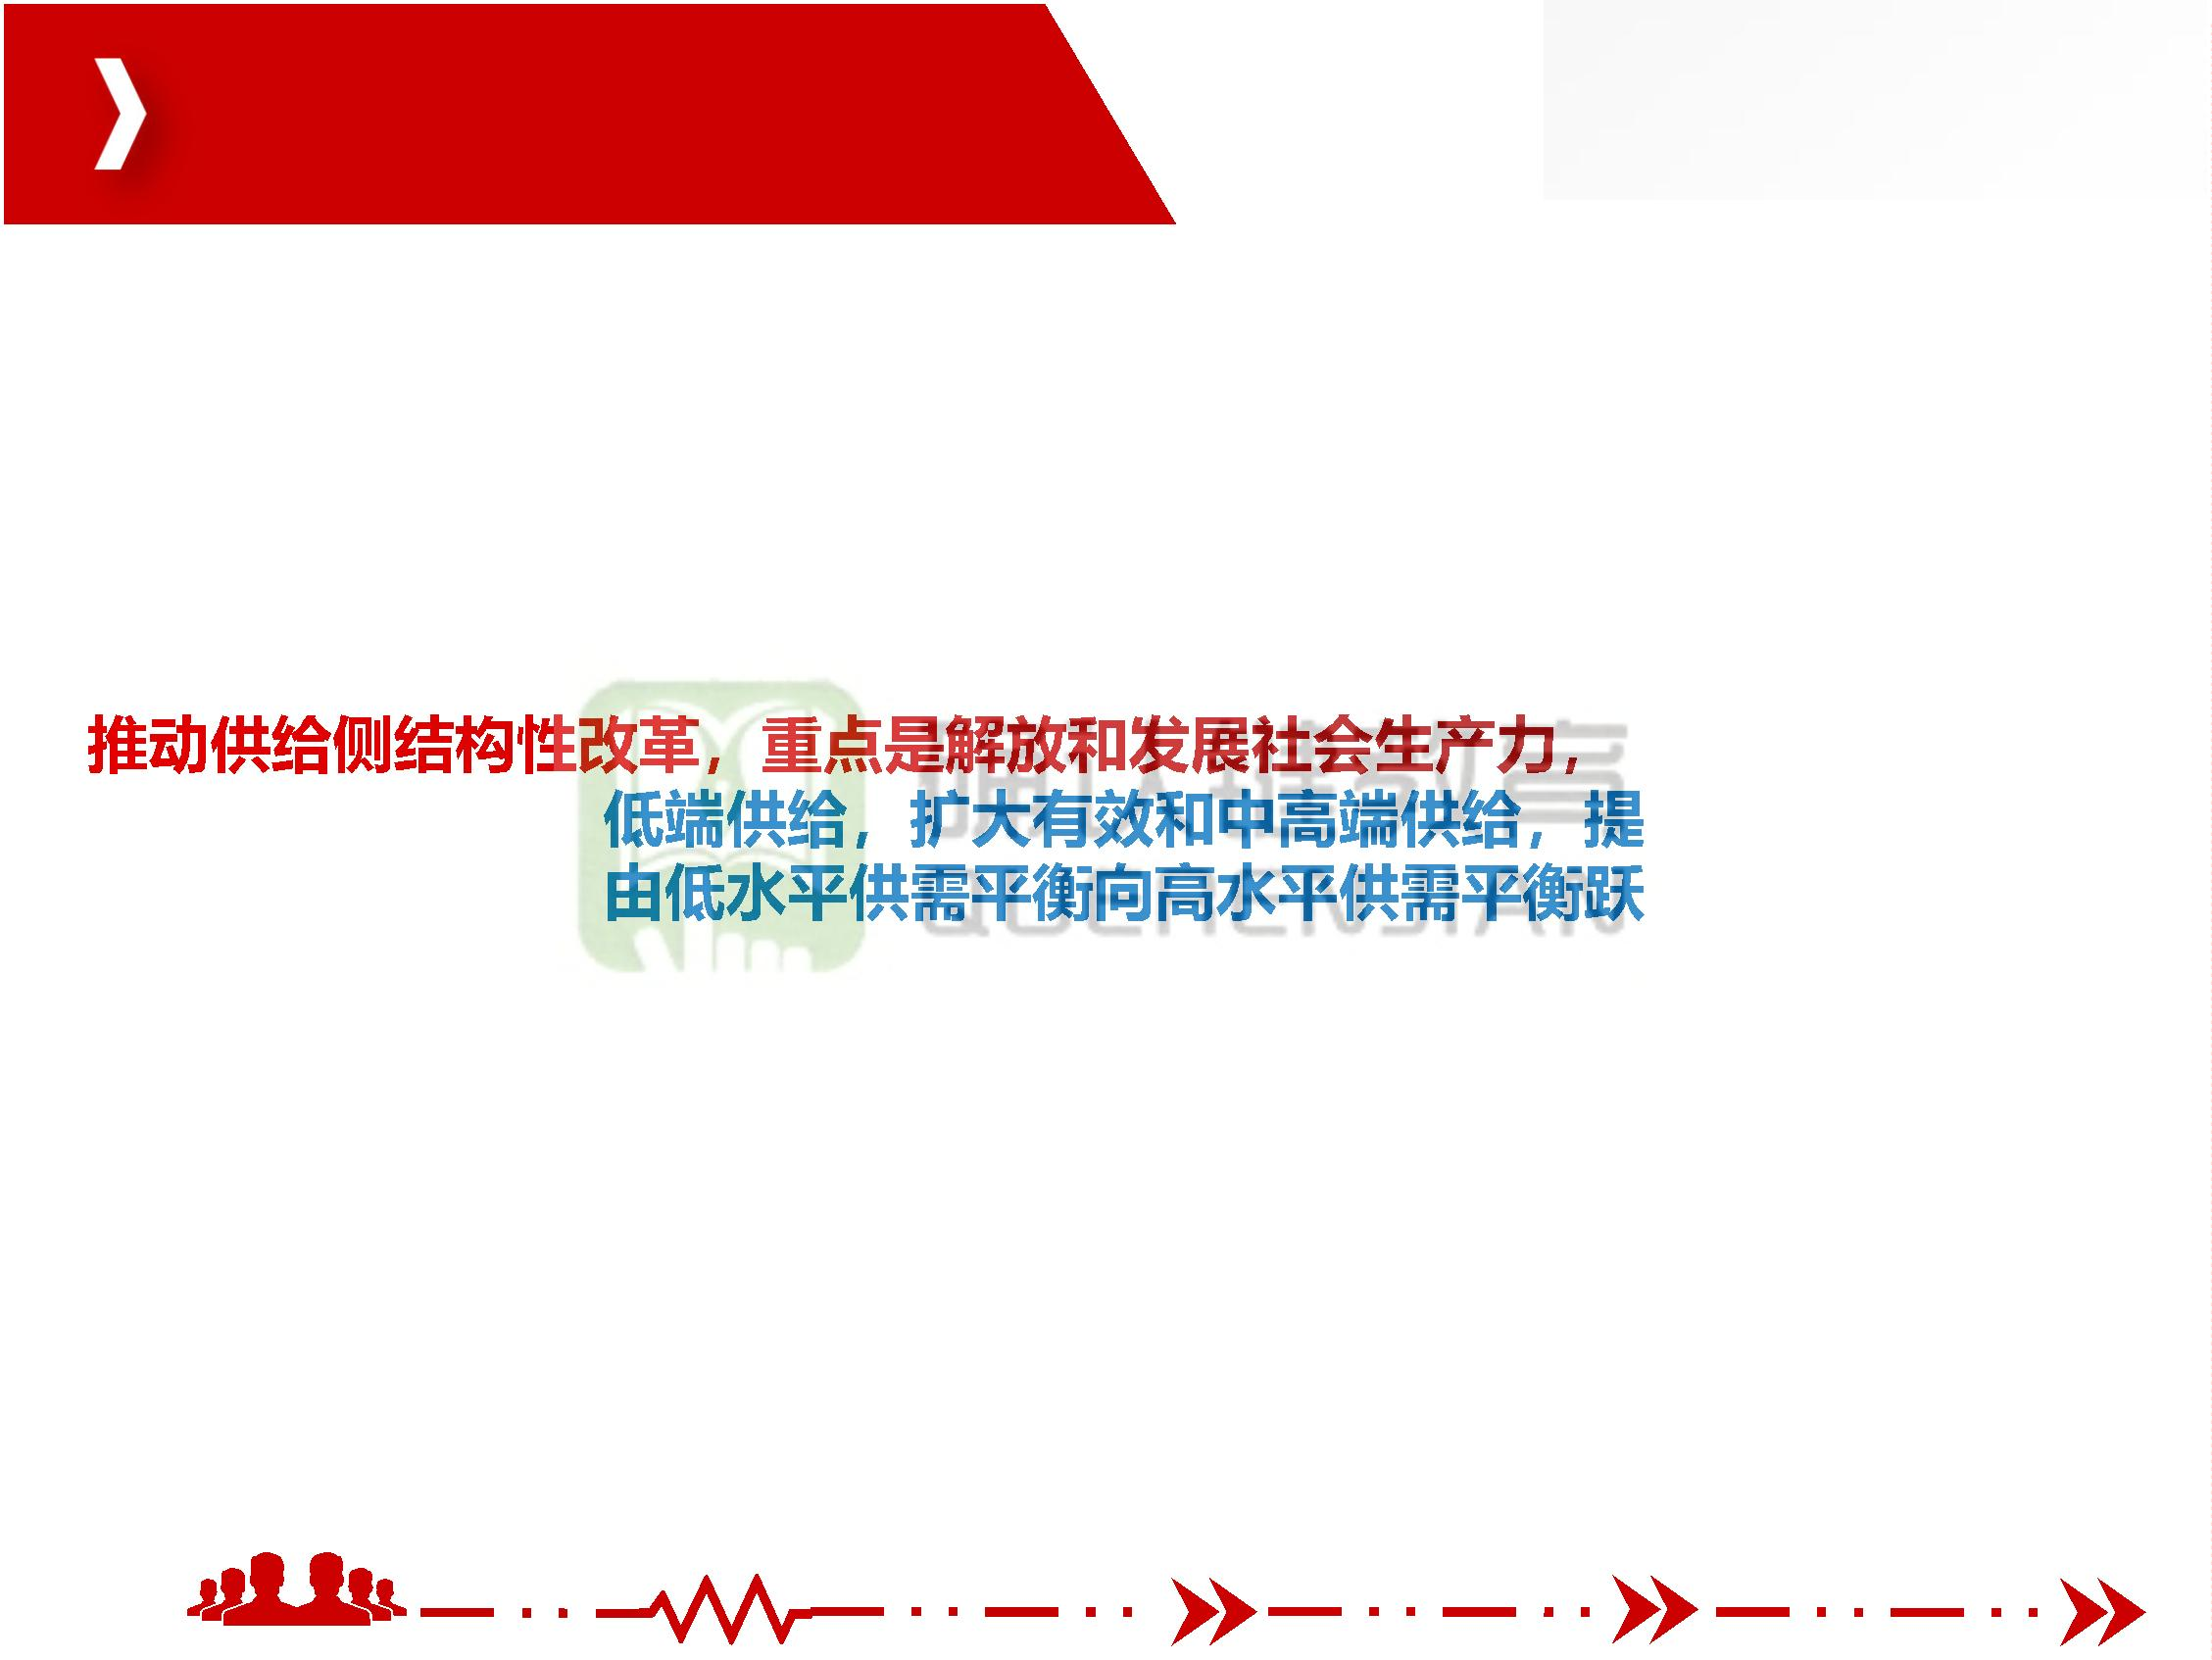 推动供给侧结构性改革，重点是解放和发展社会生产力，
低端供给，扩大有效和中高端供给，提
由低水平供需平衡向高水平供需平衡跃